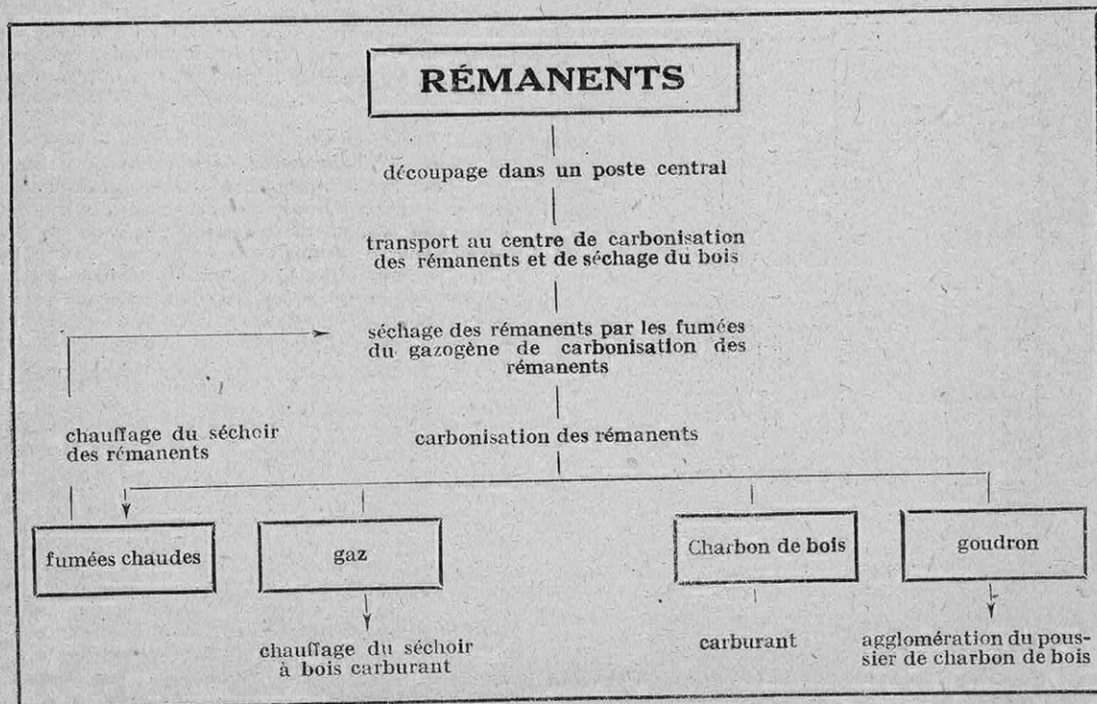 RÉMANENTS
découpage dans un poste central
transport au centre de carbonisation
des rémanents et de séchage du bois
séchage des rémanents par les fumées
du gazogène de carbonisation des
rémanents
chauffage du séchoir
des rémanents
carbonisation des rémanents
fumées chaudes
gaz
Charbon de bois
goudron
chauffage du séchoir
à bois carburant
carburant
agglomération du pous-
sier de charbon de bois